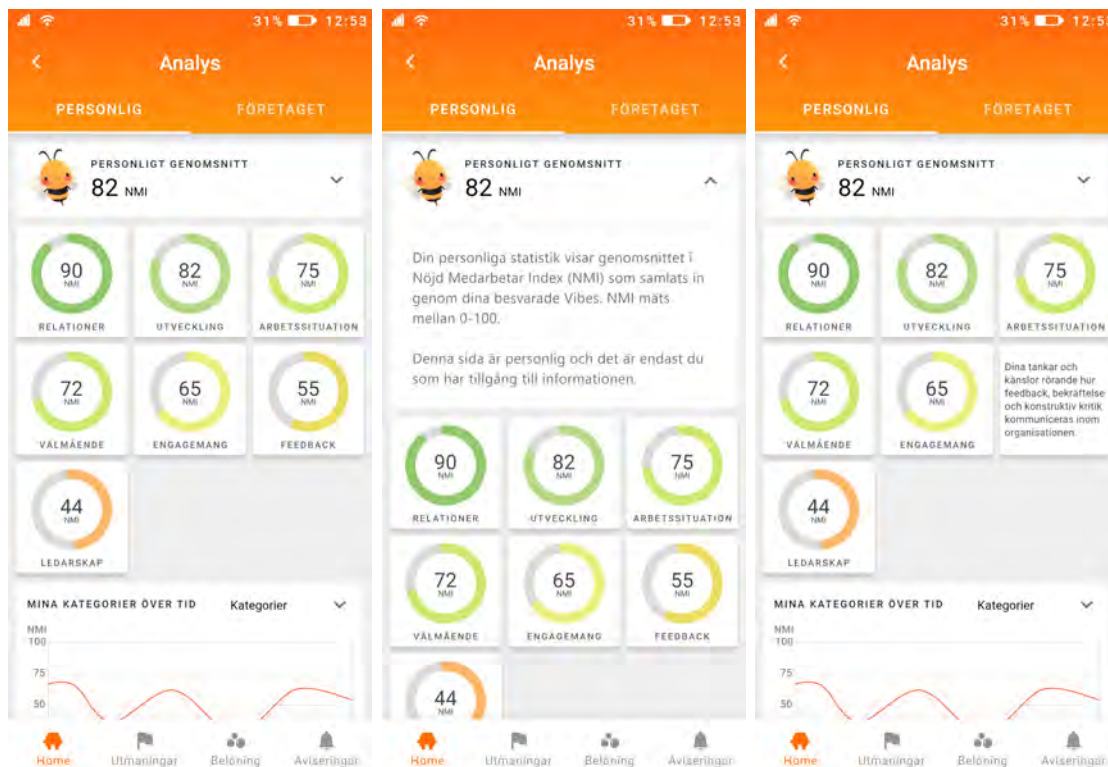 31% 12:53
Analys
PERSONLIG FÖRETAGET
PERSONLIGT GENOMSNITT
82 NMI
90 NMI
82 NMI
75 NMI
RELATIONER UTVECKLING ARBETSSITUATION
72 NMI
65 NMI
55 NMI
VÄLMÅENDE ENGAGEMANG FEEDBACK
44 NMI
LEDARSKAP
MINA KATEGORIER ÖVER TID Kategorier
NMI
100
75
50
Home Utmaningar Belöning Aviseringar
31% 12:53
Analys
PERSONLIG FÖRETAGET
PERSONLIGT GENOMSNITT
82 NMI
Din personliga statistik visar genomsnittet i
Nöjd Medarbetar Index (NMI) som samlats in
genom dina besvarade Vibes. NMI mäts
mellan 0-100.
Denna sida är personlig och det är endast du
som har tillgång till informationen.
90 NMI
82 NMI
75 NMI
RELATIONER UTVECKLING ARBETSSITUATION
72 NMI
65 NMI
55 NMI
VÄLMÅENDE ENGAGEMANG FEEDBACK
44 NMI
Home Utmaningar Belöning Aviseringar
31% 12:53
Analys
PERSONLIG FÖRETAGET
PERSONLIGT GENOMSNITT
82 NMI
90 NMI
82 NMI
75 NMI
RELATIONER UTVECKLING ARBETSSITUATION
72 NMI
65 NMI
VÄLMÅENDE ENGAGEMANG
Dina tankar och
känslor rörande hur
feedback, bekräftelse
och konstruktiv kritik
kommuniceras inom
organisationen.
44 NMI
LEDARSKAP
MINA KATEGORIER ÖVER TID Kategorier
NMI
100
75
50
Home Utmaningar Belöning Aviseringar